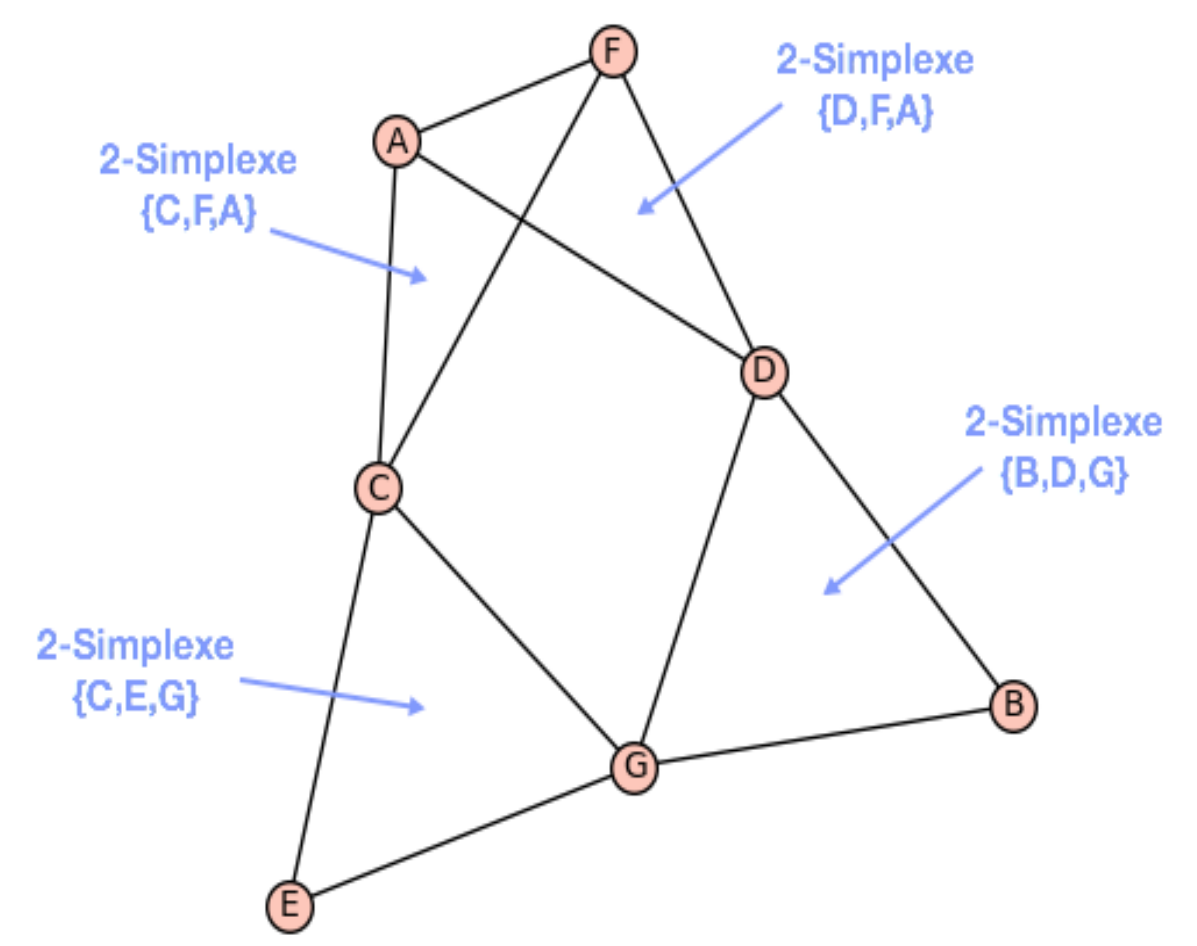 F
2-Simplexe
{D,F,A}
A
2-Simplexe
{C,F,A}
D
2-Simplexe
{B,D,G}
C
2-Simplexe
{C,E,G}
B
G
E